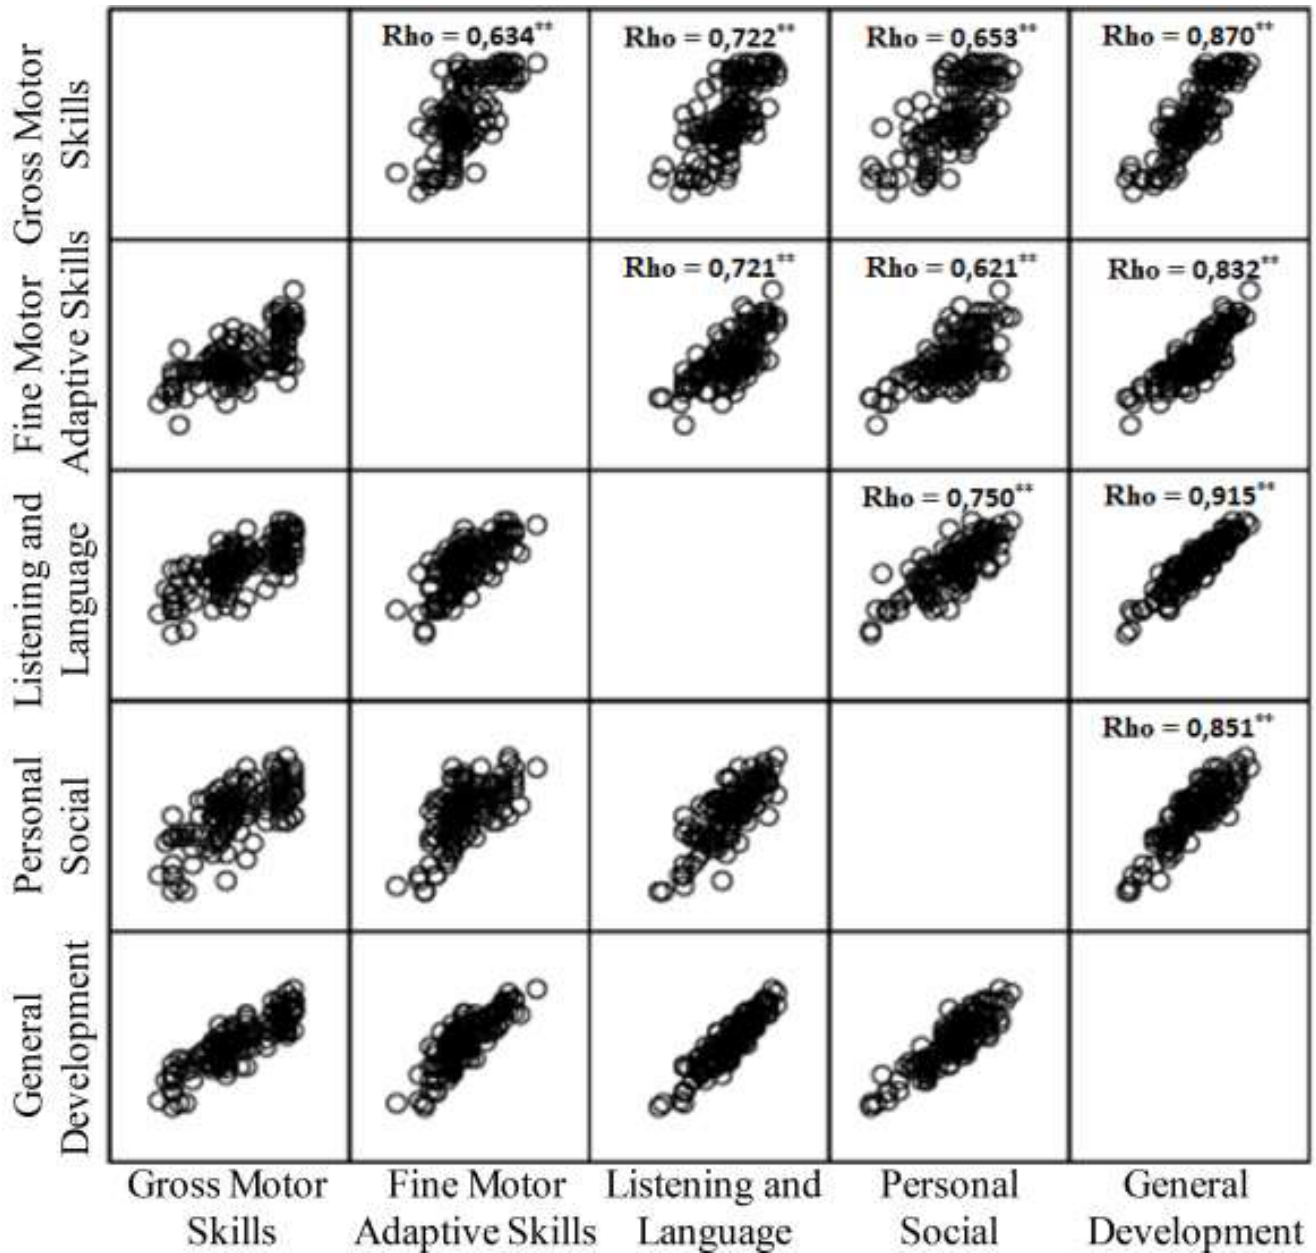 Gross Motor
Skills
Rho = 0,634**
Rho = 0,722**
Rho = 0,653**
Rho = 0,870**
Fine Motor
Adaptive Skills
Rho = 0,721**
Rho = 0,621**
Rho = 0,832**
Listening and
Language
Rho = 0,750**
Rho = 0,915**
Personal
Social
Rho = 0,851**
General
Development
Gross Motor
Skills
Fine Motor
Adaptive Skills
Listening and
Language
Personal
Social
General
Development